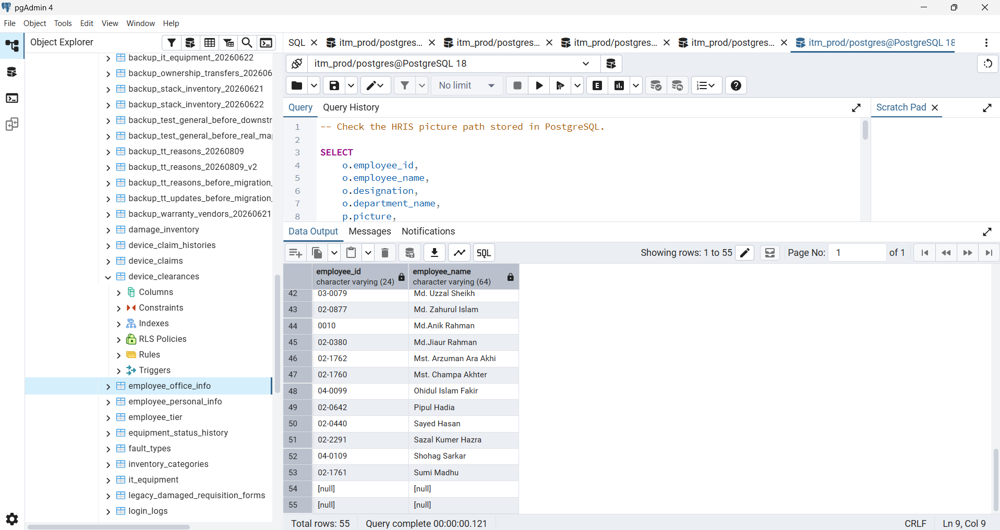 pgAdmin 4
File Object Tools Edit View Window Help
Object Explorer
SQL itm_prod/postgres... itm_prod/postgres... itm_prod/postgres... itm_prod/postgres... itm_prod/postgres@PostgreSQL 18
backup_it_equipment_20260622
backup_ownership_transfers_202606
backup_stack_inventory_20260621
backup_stack_inventory_20260622
backup_test_general_before_downstr
backup_test_general_before_real_ma
backup_tt_reasons_20260809
backup_tt_reasons_20260809_v2
backup_tt_reasons_before_migration_
backup_tt_updates_before_migration_
backup_warranty_vendors_20260621
damage_inventory
device_claim_histories
device_claims
device_clearances
Columns
Constraints
Indexes
RLS Policies
Rules
Triggers
employee_office_info
employee_personal_info
employee_tier
equipment_status_history
fault_types
inventory_categories
it_equipment
legacy_damaged_requisition_forms
login_logs
itm_prod/postgres@PostgreSQL 18
No limit
E
Query Query History
Scratch Pad
1 -- Check the HRIS picture path stored in PostgreSQL.
2
3 SELECT
4 o.employee_id,
5 o.employee_name,
6 o.designation,
7 o.department_name,
8 p.picture,
Data Output Messages Notifications
SQL Showing rows: 1 to 55 Page No: 1 of 1
employee_id employee_name
character varying (24) character varying (64)
42 03-0079 Md. Uzzal Sheikh
43 02-0877 Md. Zahurul Islam
44 0010 Md.Anik Rahman
45 02-0380 Md.Jiaur Rahman
46 02-1762 Mst. Arzuman Ara Akhi
47 02-1760 Mst. Champa Akhter
48 04-0099 Ohidul Islam Fakir
49 02-0642 Pipul Hadia
50 02-0440 Sayed Hasan
51 02-2291 Sazal Kumer Hazra
52 04-0109 Shohag Sarkar
53 02-1761 Sumi Madhu
54 [null] [null]
55 [null] [null]
Total rows: 55 Query complete 00:00:00.121 CRLF Ln 9, Col 9